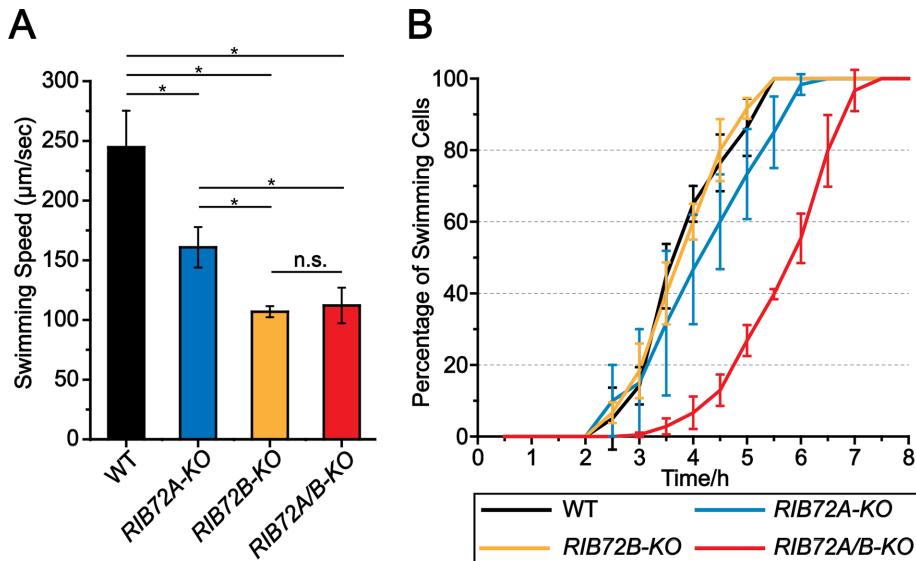 A
B
*
*
*
*
*
n.s.
Swimming Speed (µm/sec)
300
250
200
150
100
50
0
WT
RIB72A-KO
RIB72B-KO
RIB72A/B-KO
Percentage of Swimming Cells
100
80
60
40
20
0
0 1 2 3 4 5 6 7 8
Time/h
WT RIB72A-KO
RIB72B-KO RIB72A/B-KO